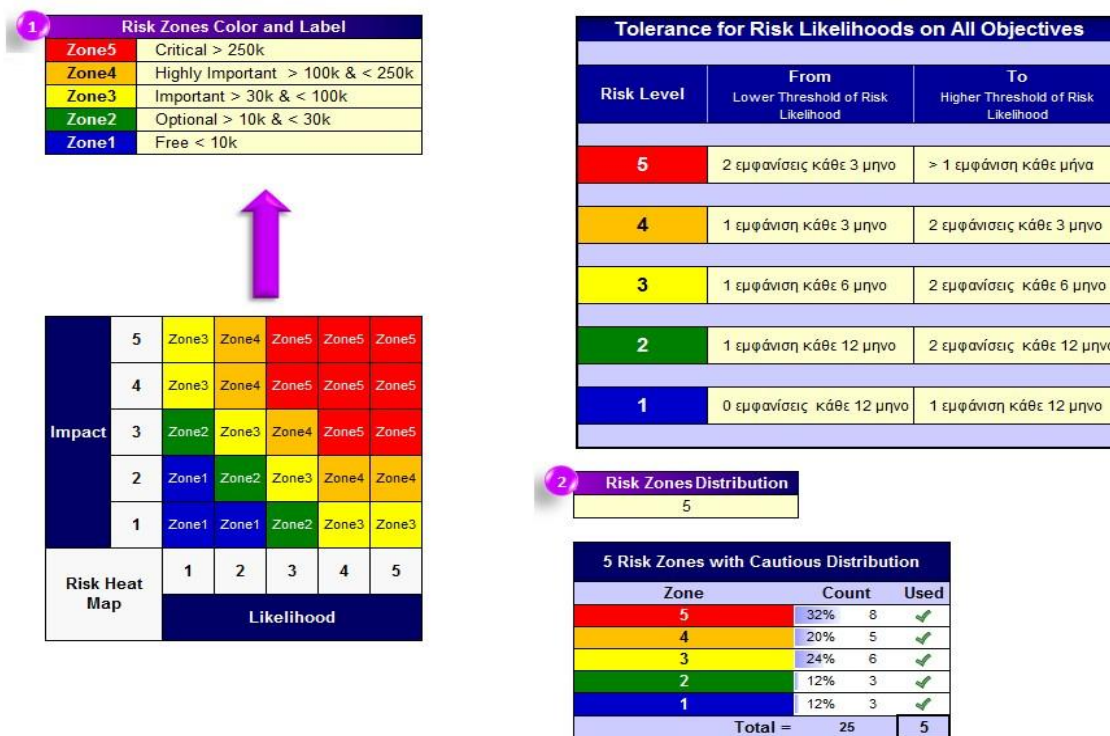 1
Risk Zones Color and Label
Zone5 Critical > 250k
Zone4 Highly Important > 100k & < 250k
Zone3 Important > 30k & < 100k
Zone2 Optional > 10k & < 30k
Zone1 Free < 10k
Impact
5 Zone3 Zone4 Zone5 Zone5 Zone5
4 Zone3 Zone4 Zone5 Zone5 Zone5
3 Zone2 Zone3 Zone4 Zone5 Zone5
2 Zone1 Zone2 Zone3 Zone4 Zone4
1 Zone1 Zone1 Zone2 Zone3 Zone3
Risk Heat
Map
1 2 3 4 5
Likelihood
Tolerance for Risk Likelihoods on All Objectives
Risk Level
From
Lower Threshold of Risk
Likelihood
To
Higher Threshold of Risk
Likelihood
5 2 εμφανίσεις κάθε 3 μηνο > 1 εμφάνιση κάθε μήνα
4 1 εμφάνιση κάθε 3 μηνο 2 εμφανίσεις κάθε 3 μηνο
3 1 εμφάνιση κάθε 6 μηνο 2 εμφανίσεις κάθε 6 μηνο
2 1 εμφάνιση κάθε 12 μηνο 2 εμφανίσεις κάθε 12 μηνο
1 0 εμφανίσεις κάθε 12 μηνο 1 εμφάνιση κάθε 12 μηνο
2
Risk Zones Distribution
5
5 Risk Zones with Cautious Distribution
Zone Count Used
5 32% 8 ✓
4 20% 5 ✓
3 24% 6 ✓
2 12% 3 ✓
1 12% 3 ✓
Total = 25 5